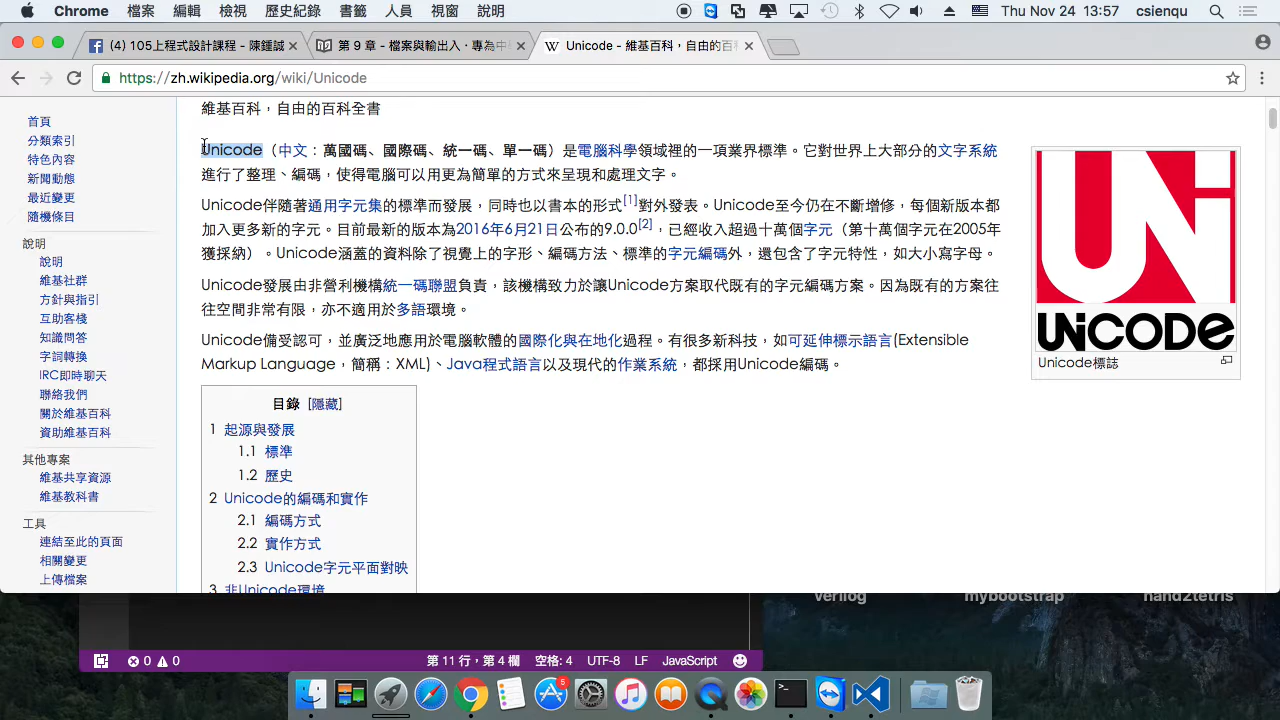 Chrome 檔案 編輯 檢視 歷史紀錄 書籤 人員 視窗 說明 Thu Nov 24 13:57 csienqu
(4) 105上程式設計課程 - 陳鍾誠
第 9 章 - 檔案與輸出入 · 專為中
Unicode - 維基百科，自由的百
https://zh.wikipedia.org/wiki/Unicode
首頁
分類索引
特色內容
新聞動態
最近變更
隨機條目
說明
說明
維基社群
方針與指引
互助客棧
知識問答
字詞轉換
IRC即時聊天
聯絡我們
關於維基百科
資助維基百科
其他專案
維基共享資源
維基教科書
工具
連結至此的頁面
相關變更
上傳檔案
維基百科，自由的百科全書
Unicode（中文：萬國碼、國際碼、統一碼、單一碼）是電腦科學領域裡的一項業界標準。它對世界上大部分的文字系統
進行了整理、編碼，使得電腦可以用更為簡單的方式來呈現和處理文字。
Unicode伴隨著通用字元集的標準而發展，同時也以書本的形式[1]對外發表。Unicode至今仍在不斷增修，每個新版本都
加入更多新的字元。目前最新的版本為2016年6月21日公布的9.0.0[2]，已經收入超過十萬個字元（第十萬個字元在2005年
獲採納）。Unicode涵蓋的資料除了視覺上的字形、編碼方法、標準的字元編碼外，還包含了字元特性，如大小寫字母。
Unicode發展由非營利機構統一碼聯盟負責，該機構致力於讓Unicode方案取代既有的字元編碼方案。因為既有的方案往
往空間非常有限，亦不適用於多語環境。
Unicode備受認可，並廣泛地應用於電腦軟體的國際化與在地化過程。有很多新科技，如可延伸標示語言(Extensible
Markup Language，簡稱：XML)、Java程式語言以及現代的作業系統，都採用Unicode編碼。
目錄 [隱藏]
1 起源與發展
1.1 標準
1.2 歷史
2 Unicode的編碼和實作
2.1 編碼方式
2.2 實作方式
2.3 Unicode字元平面對映
3 非Unicode環境
UNICODE
Unicode標誌
verilog mybootstrap nand2tetris
0 0 第 11 行，第 4 欄 空格: 4 UTF-8 LF JavaScript
5